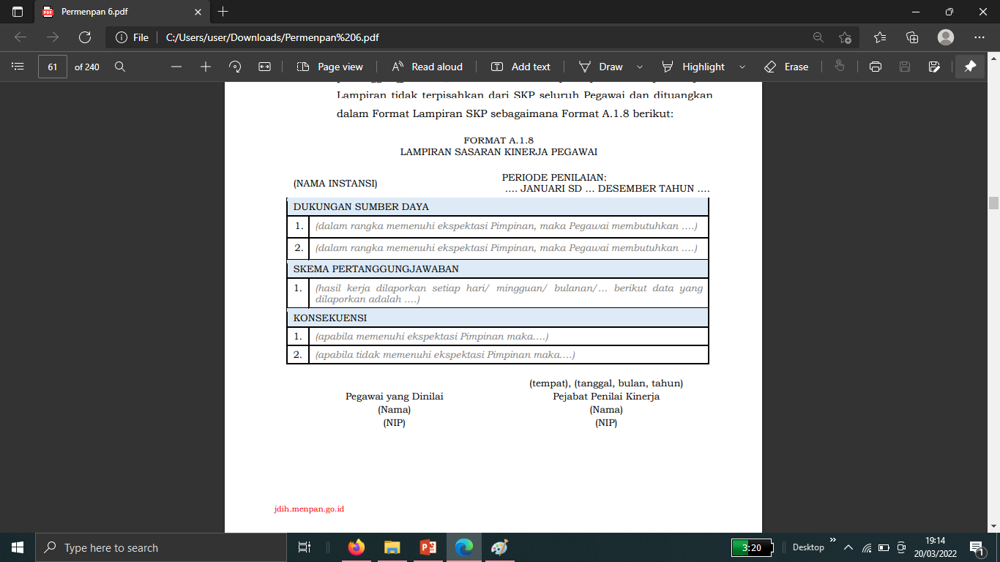 Permenpan 6.pdf
File
C:/Users/user/Downloads/Permenpan%206.pdf
61 of 240
Page view
Read aloud
Add text
Draw
Highlight
Erase
Lampiran tidak terpisahkan dari SKP seluruh Pegawai dan dituangkan
dalam Format Lampiran SKP sebagaimana Format A.1.8 berikut:
FORMAT A.1.8
LAMPIRAN SASARAN KINERJA PEGAWAI
(NAMA INSTANSI)
PERIODE PENILAIAN:
.... JANUARI SD ... DESEMBER TAHUN ....
DUKUNGAN SUMBER DAYA
1. (dalam rangka memenuhi ekspektasi Pimpinan, maka Pegawai membutuhkan ....)
2. (dalam rangka memenuhi ekspektasi Pimpinan, maka Pegawai membutuhkan ....)
SKEMA PERTANGGUNGJAWABAN
1. (hasil kerja dilaporkan setiap hari/ mingguan/ bulanan/... berikut data yang
dilaporkan adalah ....)
KONSEKUENSI
1. (apabila memenuhi ekspektasi Pimpinan maka....)
2. (apabila tidak memenuhi ekspektasi Pimpinan maka....)
(tempat), (tanggal, bulan, tahun)
Pegawai yang Dinilai
(Nama)
(NIP)
Pejabat Penilai Kinerja
(Nama)
(NIP)
jdih.menpan.go.id
Type here to search
3:20
Desktop
19:14
20/03/2022
1